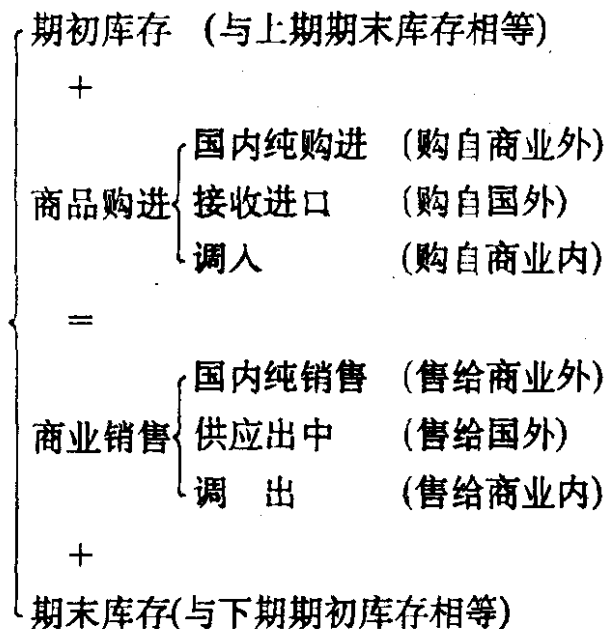 期初库存 (与上期期末库存相等)
+
国内纯购进 (购自商业外)
商品购进 接收进口 (购自国外)
调入 (购自商业内)
=
国内纯销售 (售给商业外)
商业销售 供应出中 (售给国外)
调 出 (售给商业内)
+
期末库存(与下期期初库存相等)